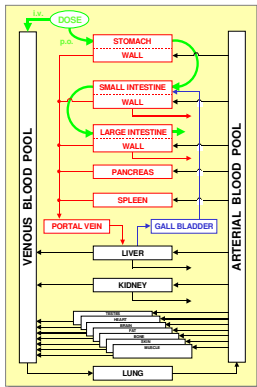 i.v.
DOSE
p.o.
STOMACH
WALL
SMALL INTESTINE
WALL
LARGE INTESTINE
WALL
PANCREAS
SPLEEN
PORTAL VEIN
GALL BLADDER
LIVER
KIDNEY
TESTES
HEART
BRAIN
FAT
BONE
SKIN
MUSCLE
LUNG
VENOUS BLOOD POOL
ARTERIAL BLOOD POOL